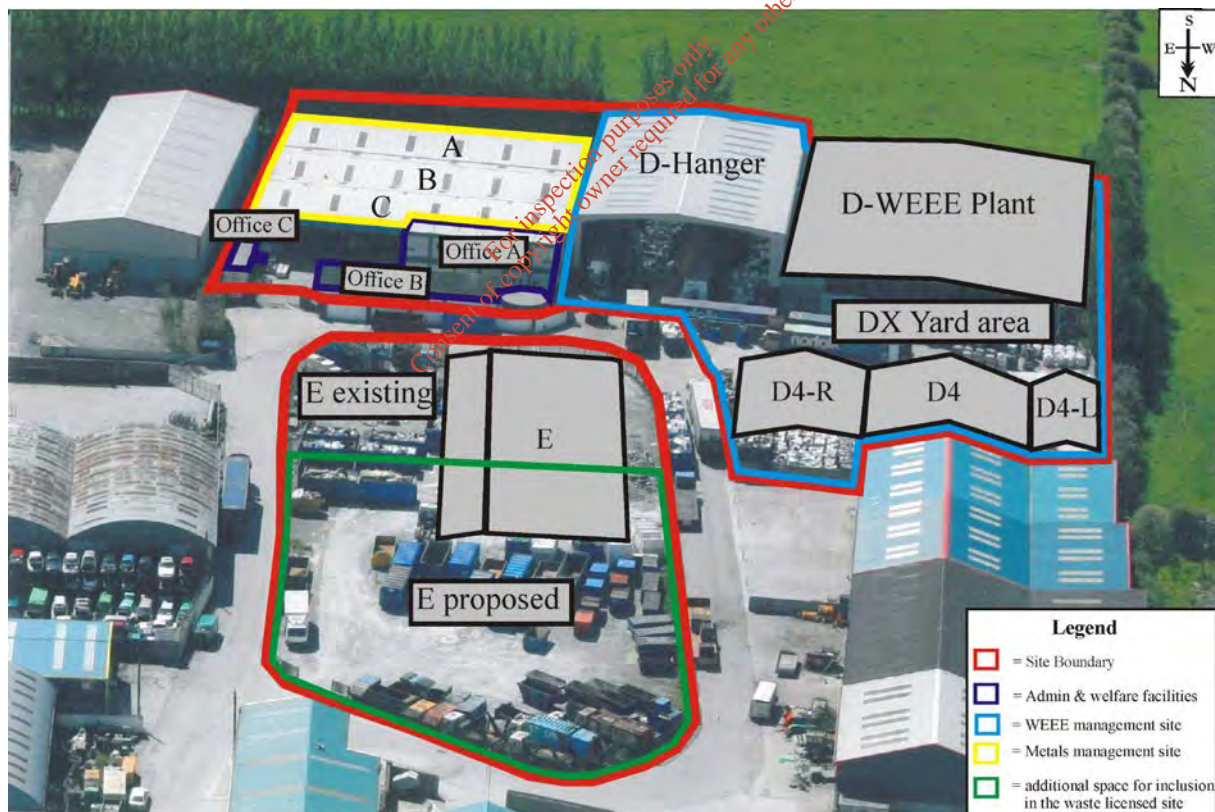 For inspection purposes only.
Consent of copyright owner required for any othe
S
E W
N
A
B
C
D-Hanger
D-WEEE Plant
Office C
Office A
Office B
DX Yard area
E existing
E
D4-R
D4
D4-L
E proposed
Legend
= Site Boundary
= Admin & welfare facilities
= WEEE management site
= Metals management site
= additional space for inclusion
in the waste licensed site